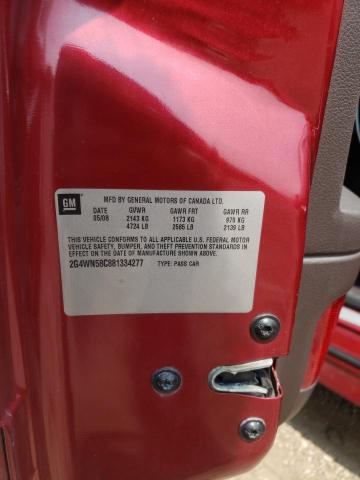 GM
MFD BY GENERAL MOTORS OF CANADA LTD.
DATE GVWR GAWR FRT GAWR RR
05/08 2143 KG 1173 KG 970 KG
4724 LB 2585 LB 2139 LB
THIS VEHICLE CONFORMS TO ALL APPLICABLE U.S. FEDERAL MOTOR
VEHICLE SAFETY, BUMPER, AND THEFT PREVENTION STANDARDS
IN EFFECT ON THE DATE OF MANUFACTURE SHOWN ABOVE.
2G4WN58C881334277 TYPE: PASS CAR